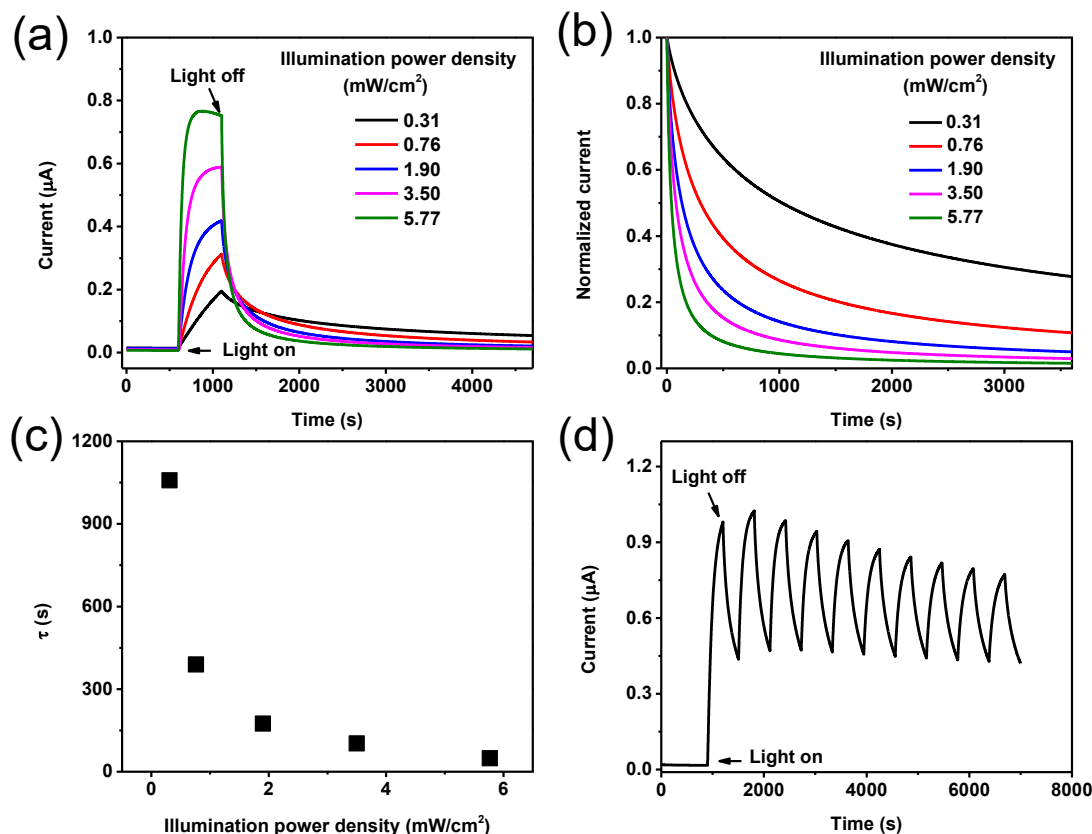 (a)
1.0
0.8
0.6
0.4
0.2
0.0
Current (µA)
Light off
Illumination power density
(mW/cm²)
0.31
0.76
1.90
3.50
5.77
Light on
0 1000 2000 3000 4000
Time (s)
(b)
1.0
0.8
0.6
0.4
0.2
0.0
Normalized current
Illumination power density
(mW/cm²)
0.31
0.76
1.90
3.50
5.77
0 1000 2000 3000
Time (s)
(c)
1200
900
600
300
0
τ (s)
0 2 4 6
Illumination power density (mW/cm²)
(d)
1.2
0.9
0.6
0.3
0.0
Current (µA)
Light off
Light on
0 2000 4000 6000 8000
Time (s)